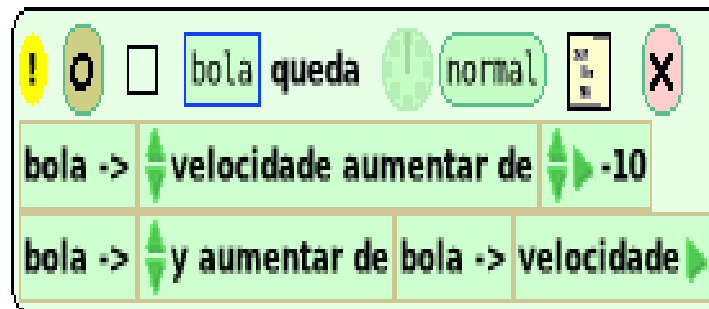 ! O bola queda normal X
bola -> velocidade aumentar de -10
bola -> y aumentar de bola -> velocidade